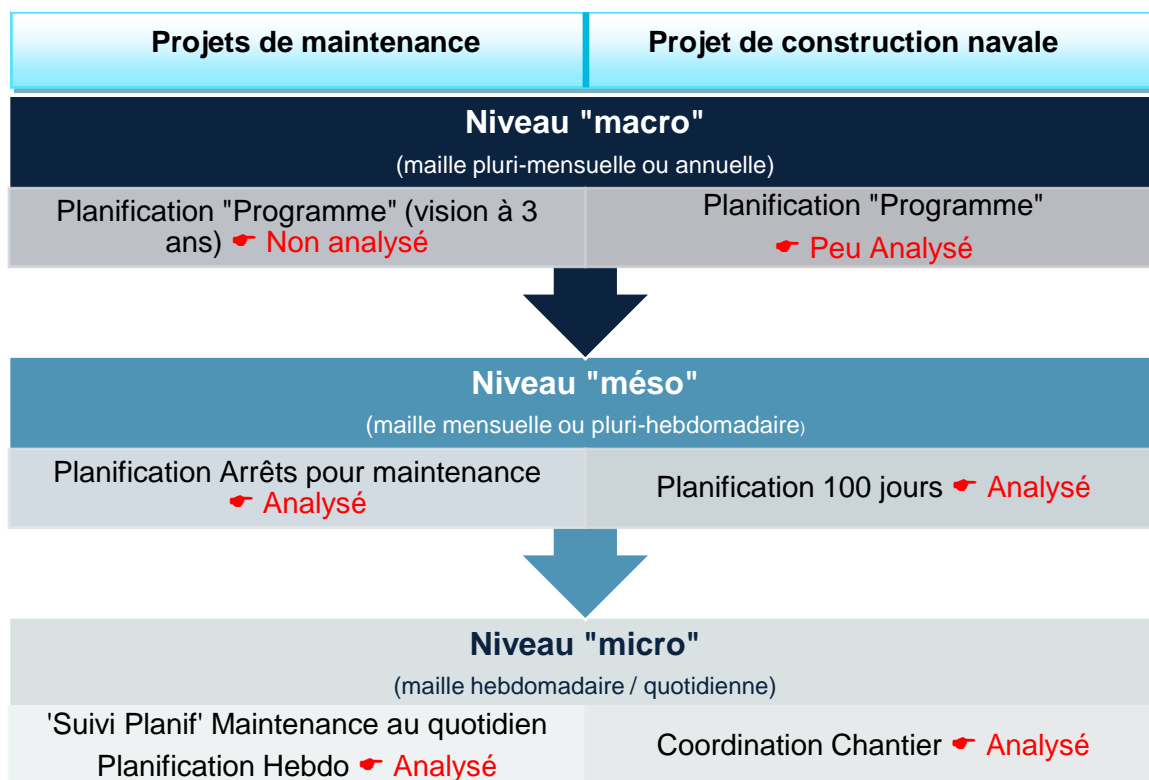 Projets de maintenance
Projet de construction navale
Niveau "macro"
(maille pluri-mensuelle ou annuelle)
Planification "Programme" (vision à 3
ans) ☛ Non analysé
Planification "Programme"
☛ Peu Analysé
Niveau "méso"
(maille mensuelle ou pluri-hebdomadaire)
Planification Arrêts pour maintenance
☛ Analysé
Planification 100 jours ☛ Analysé
Niveau "micro"
(maille hebdomadaire / quotidienne)
'Suivi Planif' Maintenance au quotidien
Planification Hebdo ☛ Analysé
Coordination Chantier ☛ Analysé